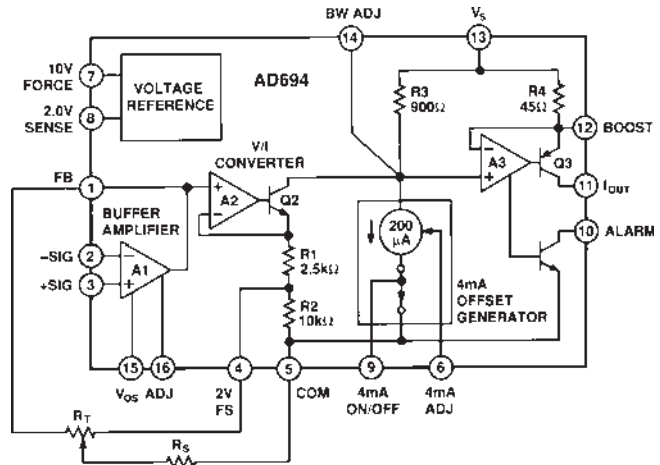 BW ADJ
VS
14
13
10V
FORCE
7
VOLTAGE
REFERENCE
AD694
R3
900Ω
R4
45Ω
2.0V
SENSE
8
12
BOOST
V/I
CONVERTER
FB
1
+
A2
−
Q2
−
A3
+
Q3
11
IOUT
BUFFER
AMPLIFIER
200
μA
10
ALARM
−SIG
2
−
A1
+SIG
3
+
R1
2.5kΩ
R2
10kΩ
4mA
OFFSET
GENERATOR
15
16
4
5
9
6
VOS ADJ
2V
FS
COM
4mA
ON/OFF
4mA
ADJ
RT
RS